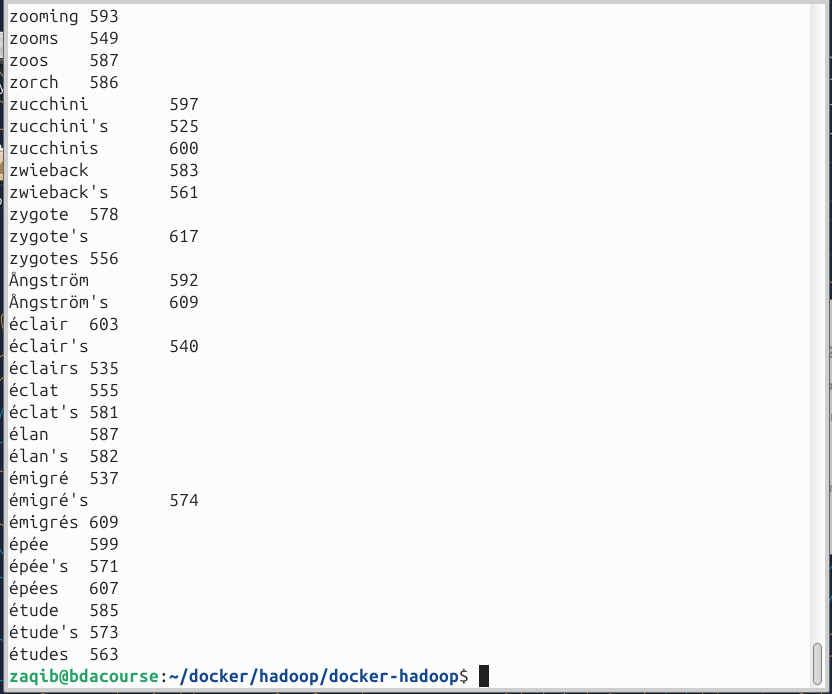 zooming 593
zooms 549
zoos 587
zorch 586
zucchini 597
zucchini's 525
zucchinis 600
zwieback 583
zwieback's 561
zygote 578
zygote's 617
zygotes 556
Ångström 592
Ångström's 609
éclair 603
éclair's 540
éclairs 535
éclat 555
éclat's 581
élan 587
élan's 582
émigré 537
émigré's 574
émigrés 609
épée 599
épée's 571
épées 607
étude 585
étude's 573
études 563
zaqib@bdacourse:~/docker/hadoop/docker-hadoop$